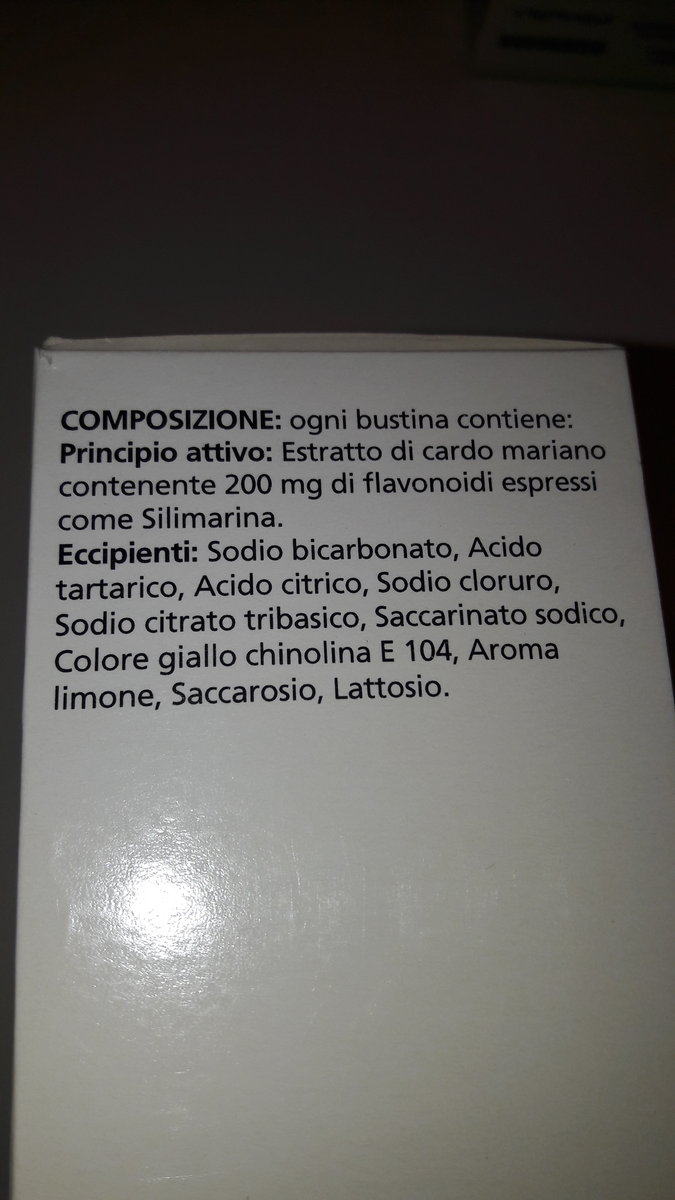 COMPOSIZIONE: ogni bustina contiene:
Principio attivo: Estratto di cardo mariano
contenente 200 mg di flavonoidi espressi
come Silimarina.
Eccipienti: Sodio bicarbonato, Acido
tartarico, Acido citrico, Sodio cloruro,
Sodio citrato tribasico, Saccarinato sodico,
Colore giallo chinolina E 104, Aroma
limone, Saccarosio, Lattosio.